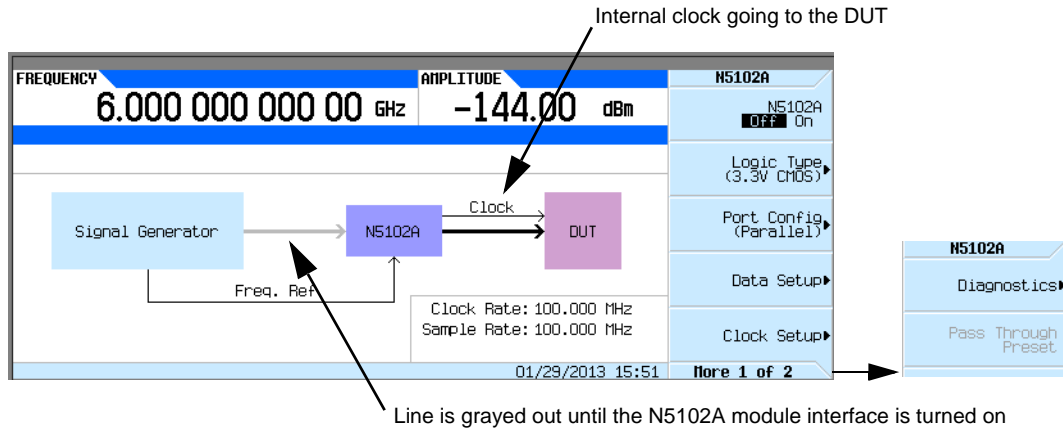 Internal clock going to the DUT
FREQUENCY
AMPLITUDE
N5102A
6.000 000 000 00 GHz
-144.00 dBm
N5102A
Off On
Logic Type
(3.3V CMOS)
Port Config
(Parallel)
Data Setup
Clock Setup
More 1 of 2
Signal Generator
N5102A
Clock
DUT
Freq. Ref
Clock Rate: 100.000 MHz
Sample Rate: 100.000 MHz
01/29/2013 15:51
N5102A
Diagnostics
Pass Through
Preset
Line is grayed out until the N5102A module interface is turned on